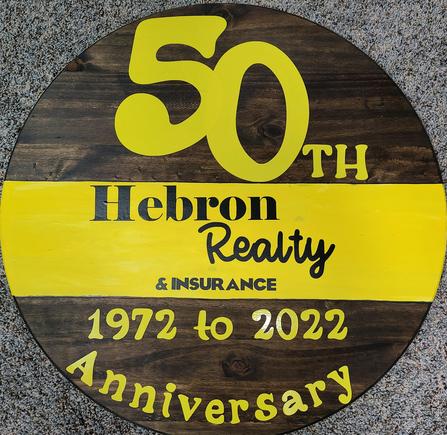 50TH
Hebron
Realty
& INSURANCE
1972 to 2022
Anniversary